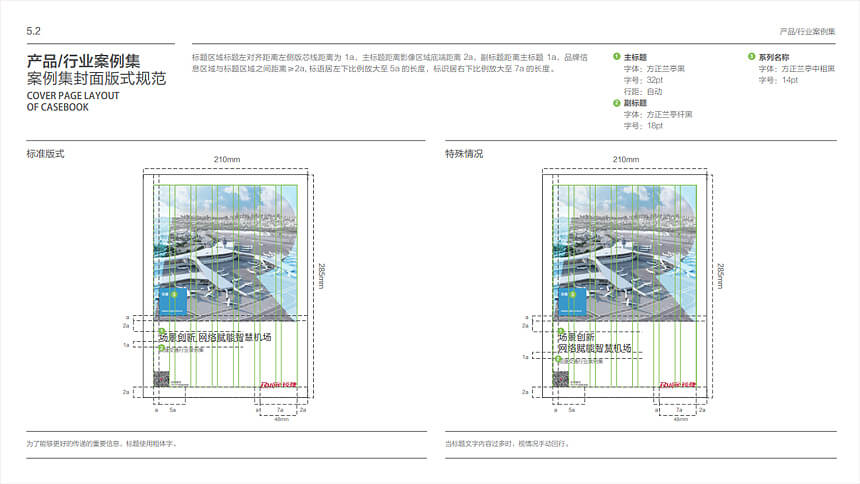 5.2
产品/行业案例集
产品/行业案例集
案例集封面版式规范
COVER PAGE LAYOUT
OF CASEBOOK
标题区域标题左对齐距离左侧版芯线距离为 1a，主标题距影像区域底端距离 2a，副标题距离主标题 1a，品牌信
息区域与标题区域之间距离≥2a, 标语居左下比例放大至 5a 的长度，标识居右下比例放大至 7a 的长度。
1 主标题
字体：方正兰亭黑
字号：32pt
行距：自动
2 副标题
字体：方正兰亭纤黑
字号：18pt
3 系列名称
字体：方正兰亭中粗黑
字号：14pt
标准版式
210mm
285mm
a
2a
场景创新 网络赋能智慧机场
1a
2a
Ruijie 锐捷
a
5a
a1
7a
2a
48mm
为了能够更好的传递的重要信息，标题使用粗体字。
特殊情况
210mm
285mm
a
2a
场景创新
网络赋能智慧机场
1a
2a
Ruijie 锐捷
a
5a
a
7a
2a
48mm
当标题文字内容过多时，视情况手动回行。